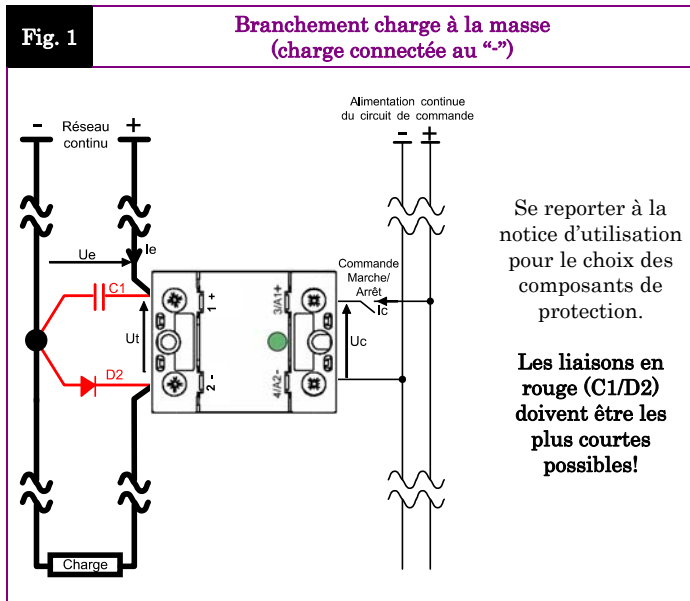 Fig. 1
Branchement charge à la masse
(charge connectée au “-”)
Alimentation continue
du circuit de commande
- +
- Réseau +
continu
Ue
Ie
C1
Ut
D2
1 +
2 -
3/A1+
4/A2-
Commande
Marche/
Arrêt
Ic
Uc
Charge
Se reporter à la
notice d’utilisation
pour le choix des
composants de
protection.
Les liaisons en
rouge (C1/D2)
doivent être les
plus courtes
possibles!